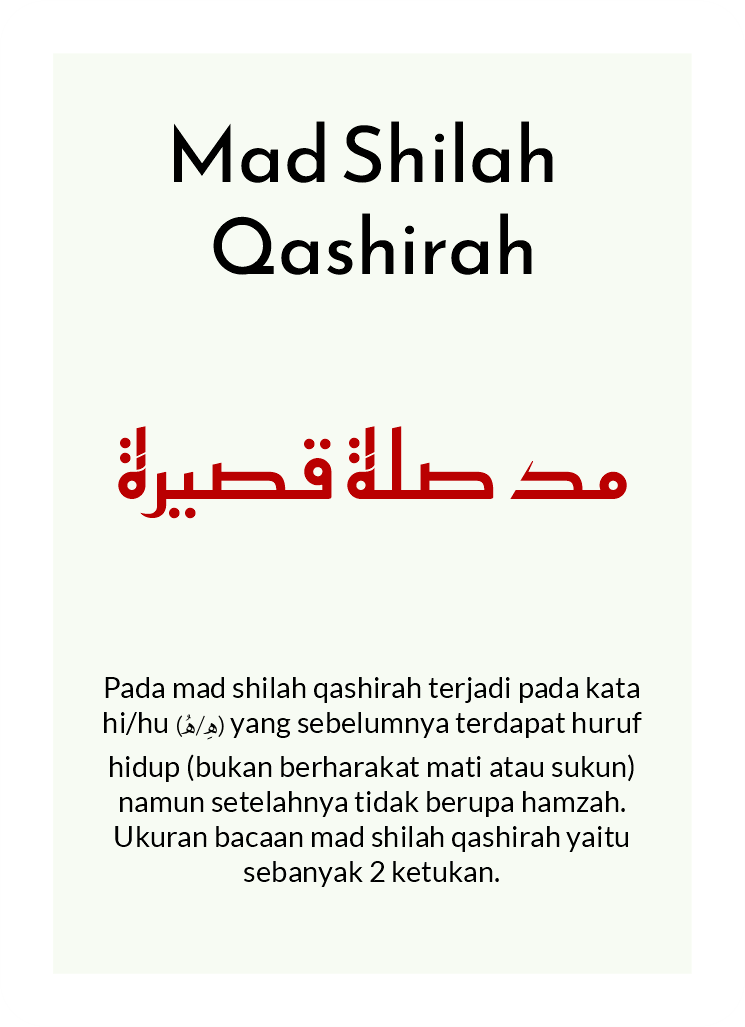 Mad Shilah
Qashirah
مد صلة قصيرة
Pada mad shilah qashirah terjadi pada kata
hi/hu (هِ/هُ) yang sebelumnya terdapat huruf
hidup (bukan berharakat mati atau sukun)
namun setelahnya tidak berupa hamzah.
Ukuran bacaan mad shilah qashirah yaitu
sebanyak 2 ketukan.